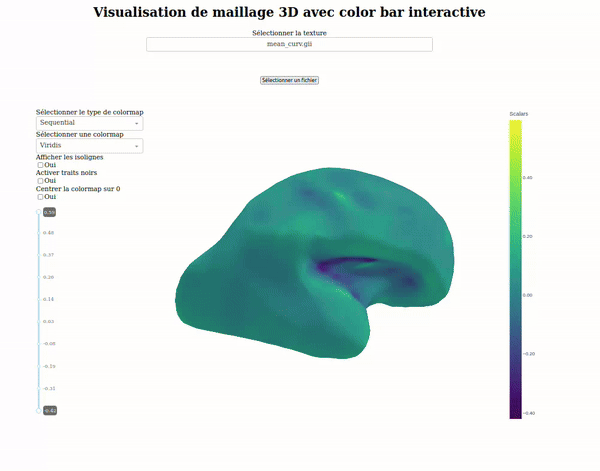 Visualisation de maillage 3D avec color bar interactive
Sélectionner la texture
mean_curv.gii
Sélectionner un fichier
Sélectionner le type de colormap
Sequential
Sélectionner une colormap
Viridis
Afficher les isolignes
Oui
Activer traits noirs
Oui
Centrer la colormap sur 0
Oui
0.59
0.48
0.37
0.26
0.14
0.03
-0.08
-0.19
-0.31
-0.42
Scalars
0.40
0.20
0.00
-0.20
-0.40